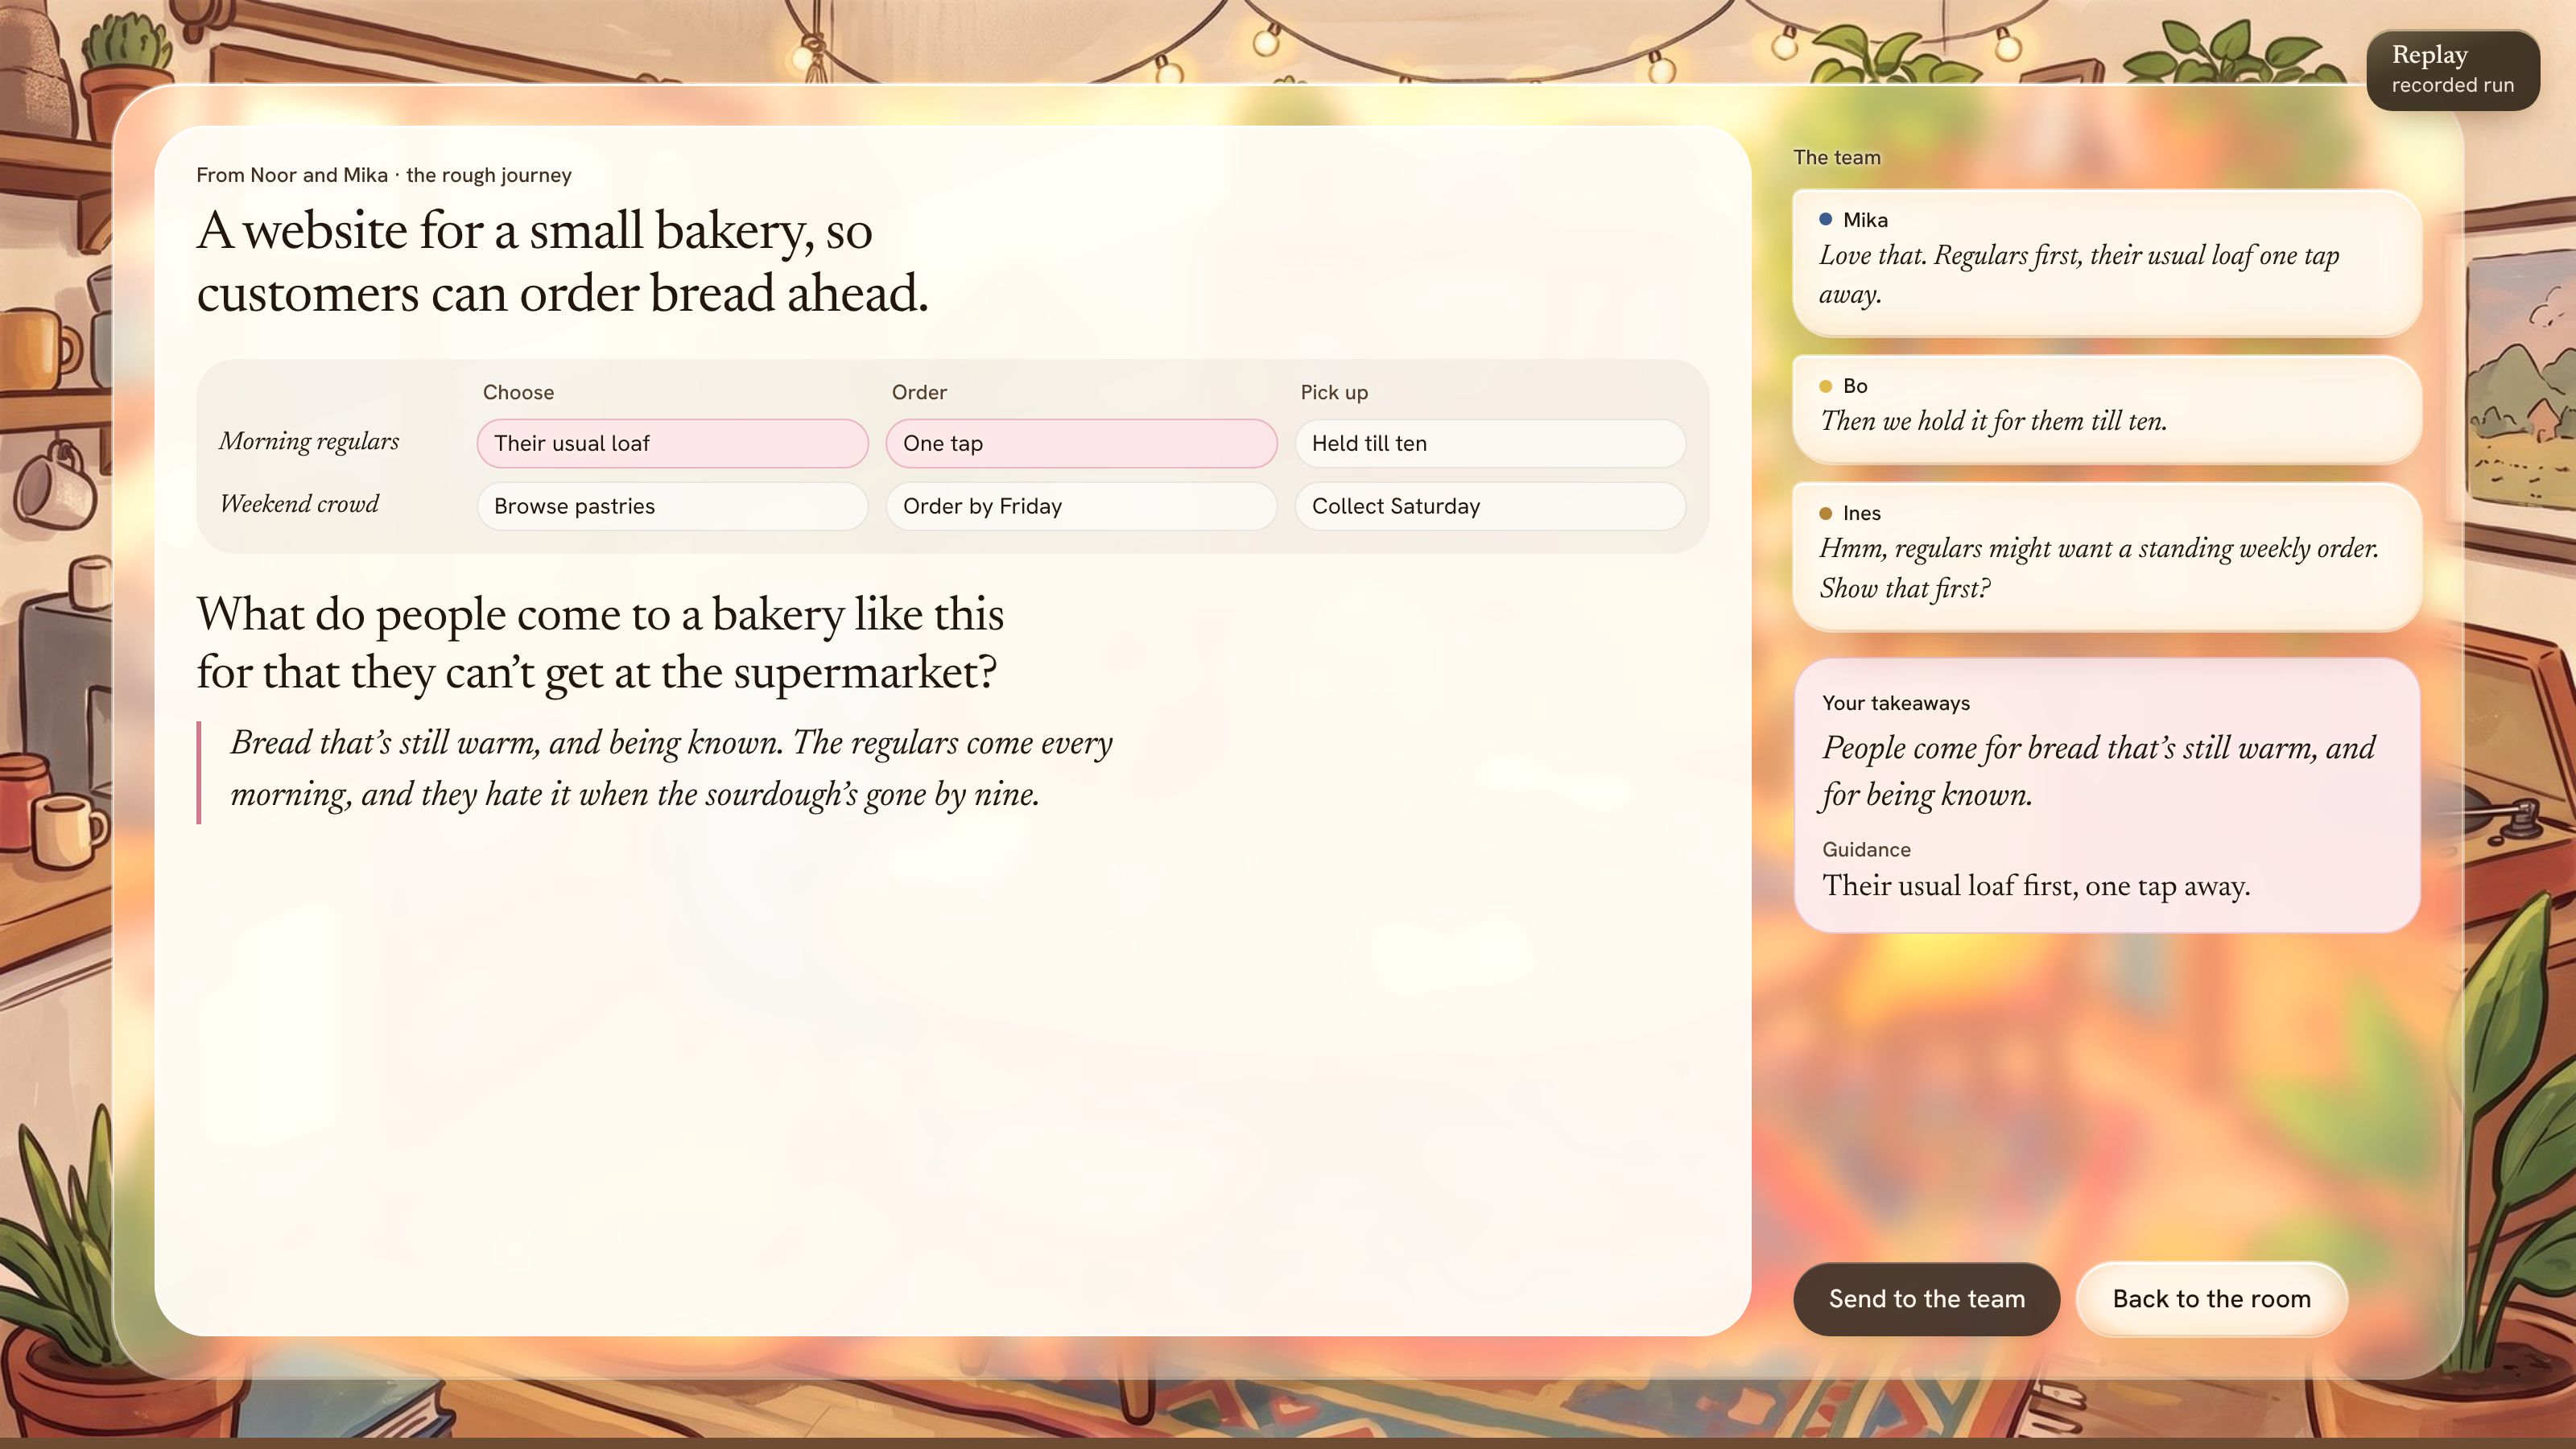 Replay
recorded run
From Noor and Mika · the rough journey
A website for a small bakery, so
customers can order bread ahead.
Choose Order Pick up
Morning regulars Their usual loaf One tap Held till ten
Weekend crowd Browse pastries Order by Friday Collect Saturday
What do people come to a bakery like this
for that they can’t get at the supermarket?
Bread that’s still warm, and being known. The regulars come every
morning, and they hate it when the sourdough’s gone by nine.
The team
Mika
Love that. Regulars first, their usual loaf one tap
away.
Bo
Then we hold it for them till ten.
Ines
Hmm, regulars might want a standing weekly order.
Show that first?
Your takeaways
People come for bread that’s still warm, and
for being known.
Guidance
Their usual loaf first, one tap away.
Send to the team Back to the room